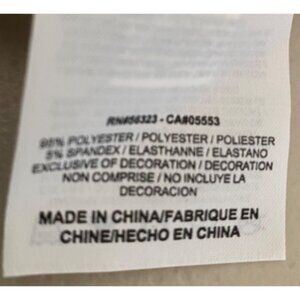 RN#56323 - CA#05553
95% POLYESTER / POLYESTER / POLIESTER
5% SPANDEX / ELASTHANNE / ELASTANO
EXCLUSIVE OF DECORATION / DECORATION
NON COMPRISE / NO INCLUYE LA
DECORACION
MADE IN CHINA/FABRIQUE EN
CHINE/HECHO EN CHINA